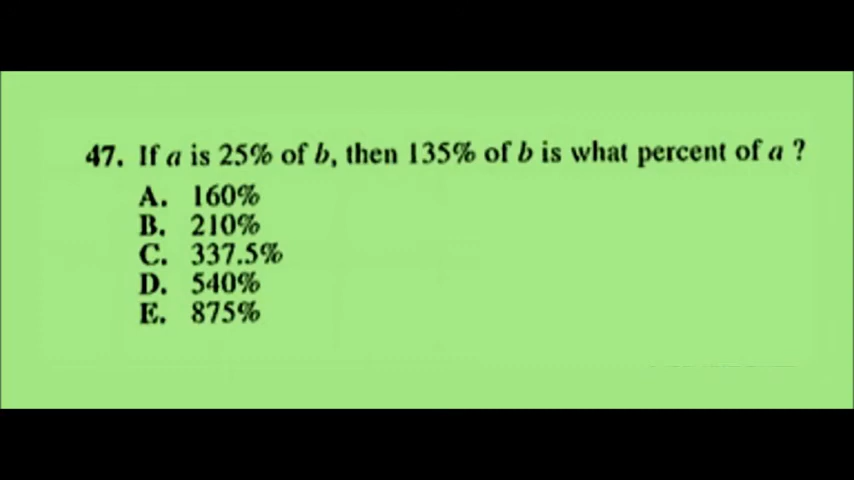 47. If a is 25% of b, then 135% of b is what percent of a ?
A. 160%
B. 210%
C. 337.5%
D. 540%
E. 875%